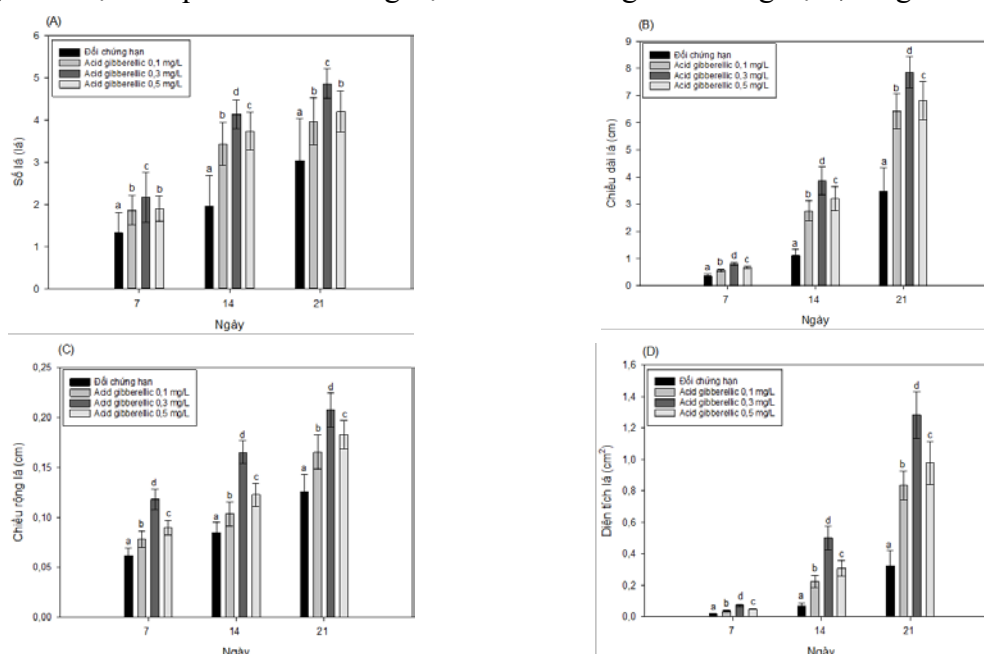 (A)
Đối chứng hạn
Acid gibberellic 0,1 mg/L
Acid gibberellic 0,3 mg/L
Acid gibberellic 0,5 mg/L
Số lá (lá)
6
5
4
3
2
1
0
a
b
c
b
a
b
d
c
a
b
c
b
7
14
21
Ngày
(B)
Đối chứng hạn
Acid gibberellic 0,1 mg/L
Acid gibberellic 0,3 mg/L
Acid gibberellic 0,5 mg/L
Chiều dài lá (cm)
9
8
7
6
5
4
3
2
1
0
a
b
d
c
a
b
d
c
a
b
d
c
7
14
21
Ngày
(C)
Đối chứng hạn
Acid gibberellic 0,1 mg/L
Acid gibberellic 0,3 mg/L
Acid gibberellic 0,5 mg/L
Chiều rộng lá (cm)
0,25
0,20
0,15
0,10
0,05
0,00
a
b
d
c
a
b
d
c
a
b
d
c
7
14
21
Ngày
(D)
Đối chứng hạn
Acid gibberellic 0,1 mg/L
Acid gibberellic 0,3 mg/L
Acid gibberellic 0,5 mg/L
Diện tích lá (cm²)
1,6
1,4
1,2
1,0
0,8
0,6
0,4
0,2
0,0
a
b
d
c
a
b
d
c
a
b
d
c
7
14
21
Ngày